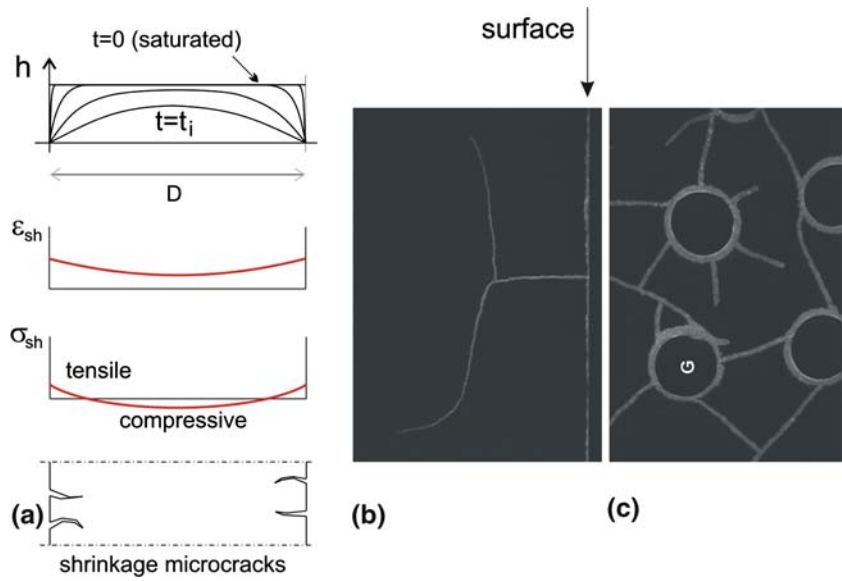 t=0 (saturated)
h
t=tᵢ
D
εsh
σsh
tensile
compressive
(a)
shrinkage microcracks
surface
G
(b)
(c)